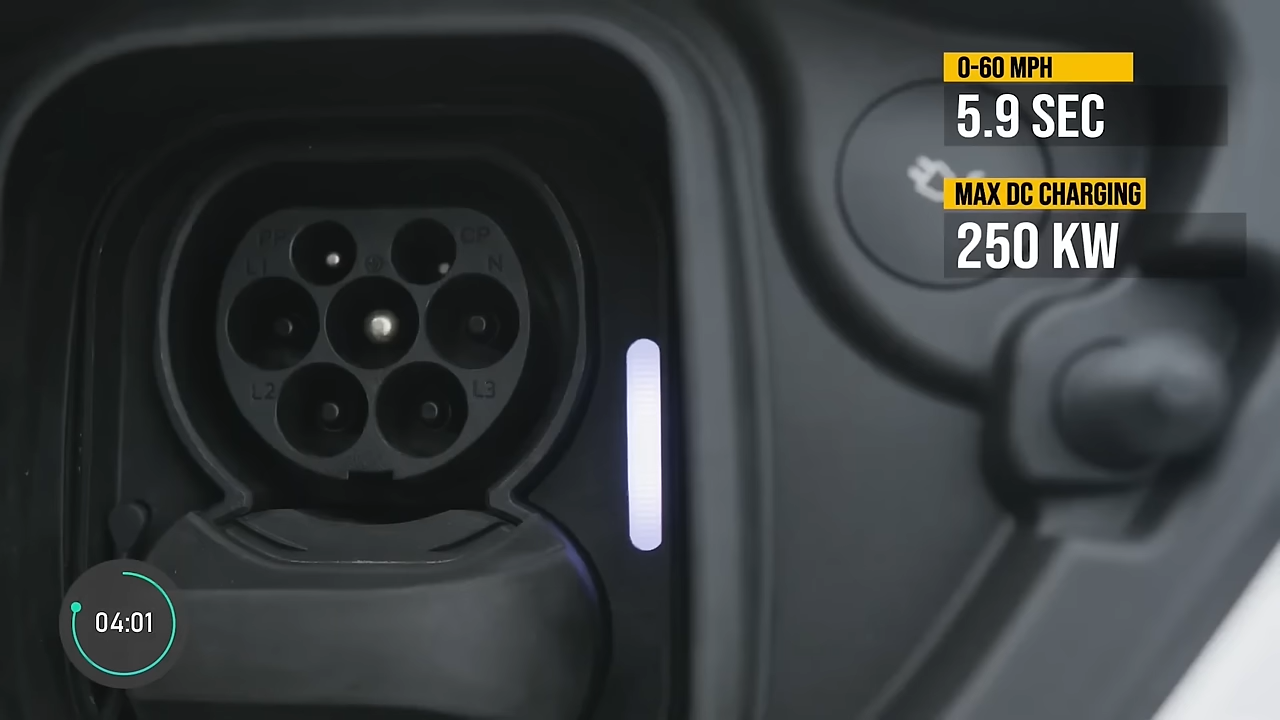 0-60 MPH
5.9 SEC
MAX DC CHARGING
250 KW
PP
CP
L1
N
L2
L3
04:01